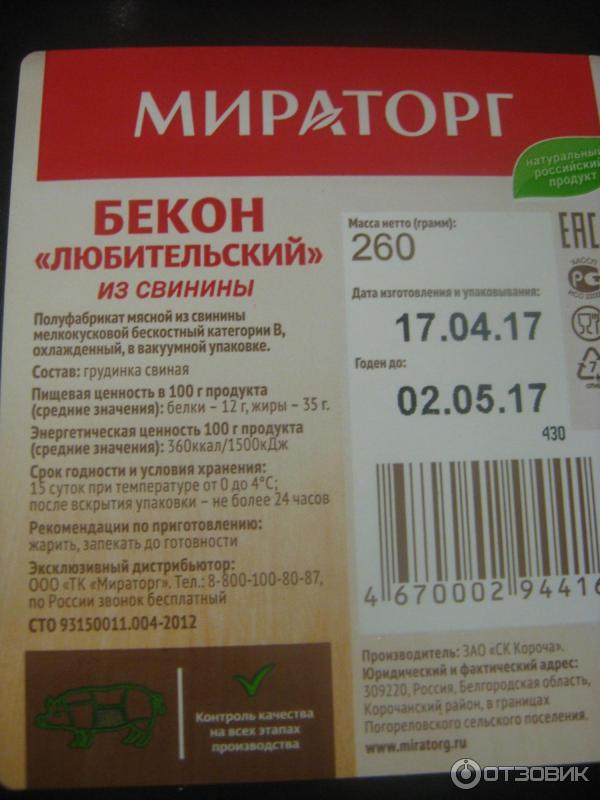 МИРАТОРГ
натуральный
российский
продукт
БЕКОН
«ЛЮБИТЕЛЬСКИЙ»
ИЗ СВИНИНЫ
Полуфабрикат мясной из свинины
мелкокусковой бескостный категории В,
охлажденный, в вакуумной упаковке.
Состав: грудинка свиная
Пищевая ценность в 100 г продукта
(средние значения): белки – 12 г, жиры – 35 г.
Энергетическая ценность 100 г продукта
(средние значения): 360ккал/1500кДж
Срок годности и условия хранения:
15 суток при температуре от 0 до 4°С;
после вскрытия упаковки – не более 24 часов
Рекомендации по приготовлению:
жарить, запекать до готовности
Эксклюзивный дистрибьютор:
ООО «ТК «Мираторг». Тел.: 8-800-100-80-87,
по России звонок бесплатный
СТО 93150011.004-2012
Контроль качества
на всех этапах
производства
Масса нетто (грамм):
260
Дата изготовления и упаковывания:
17.04.17
Годен до:
02.05.17
430
4 670002 94416
EAC
ХАССП
РС
7
Производитель: ЗАО «СК Короча».
Юридический и фактический адрес:
309220, Россия, Белгородская область,
Корочанский район, в границах
Погореловского сельского поселения.
www.miratorg.ru
ОТЗОВИК